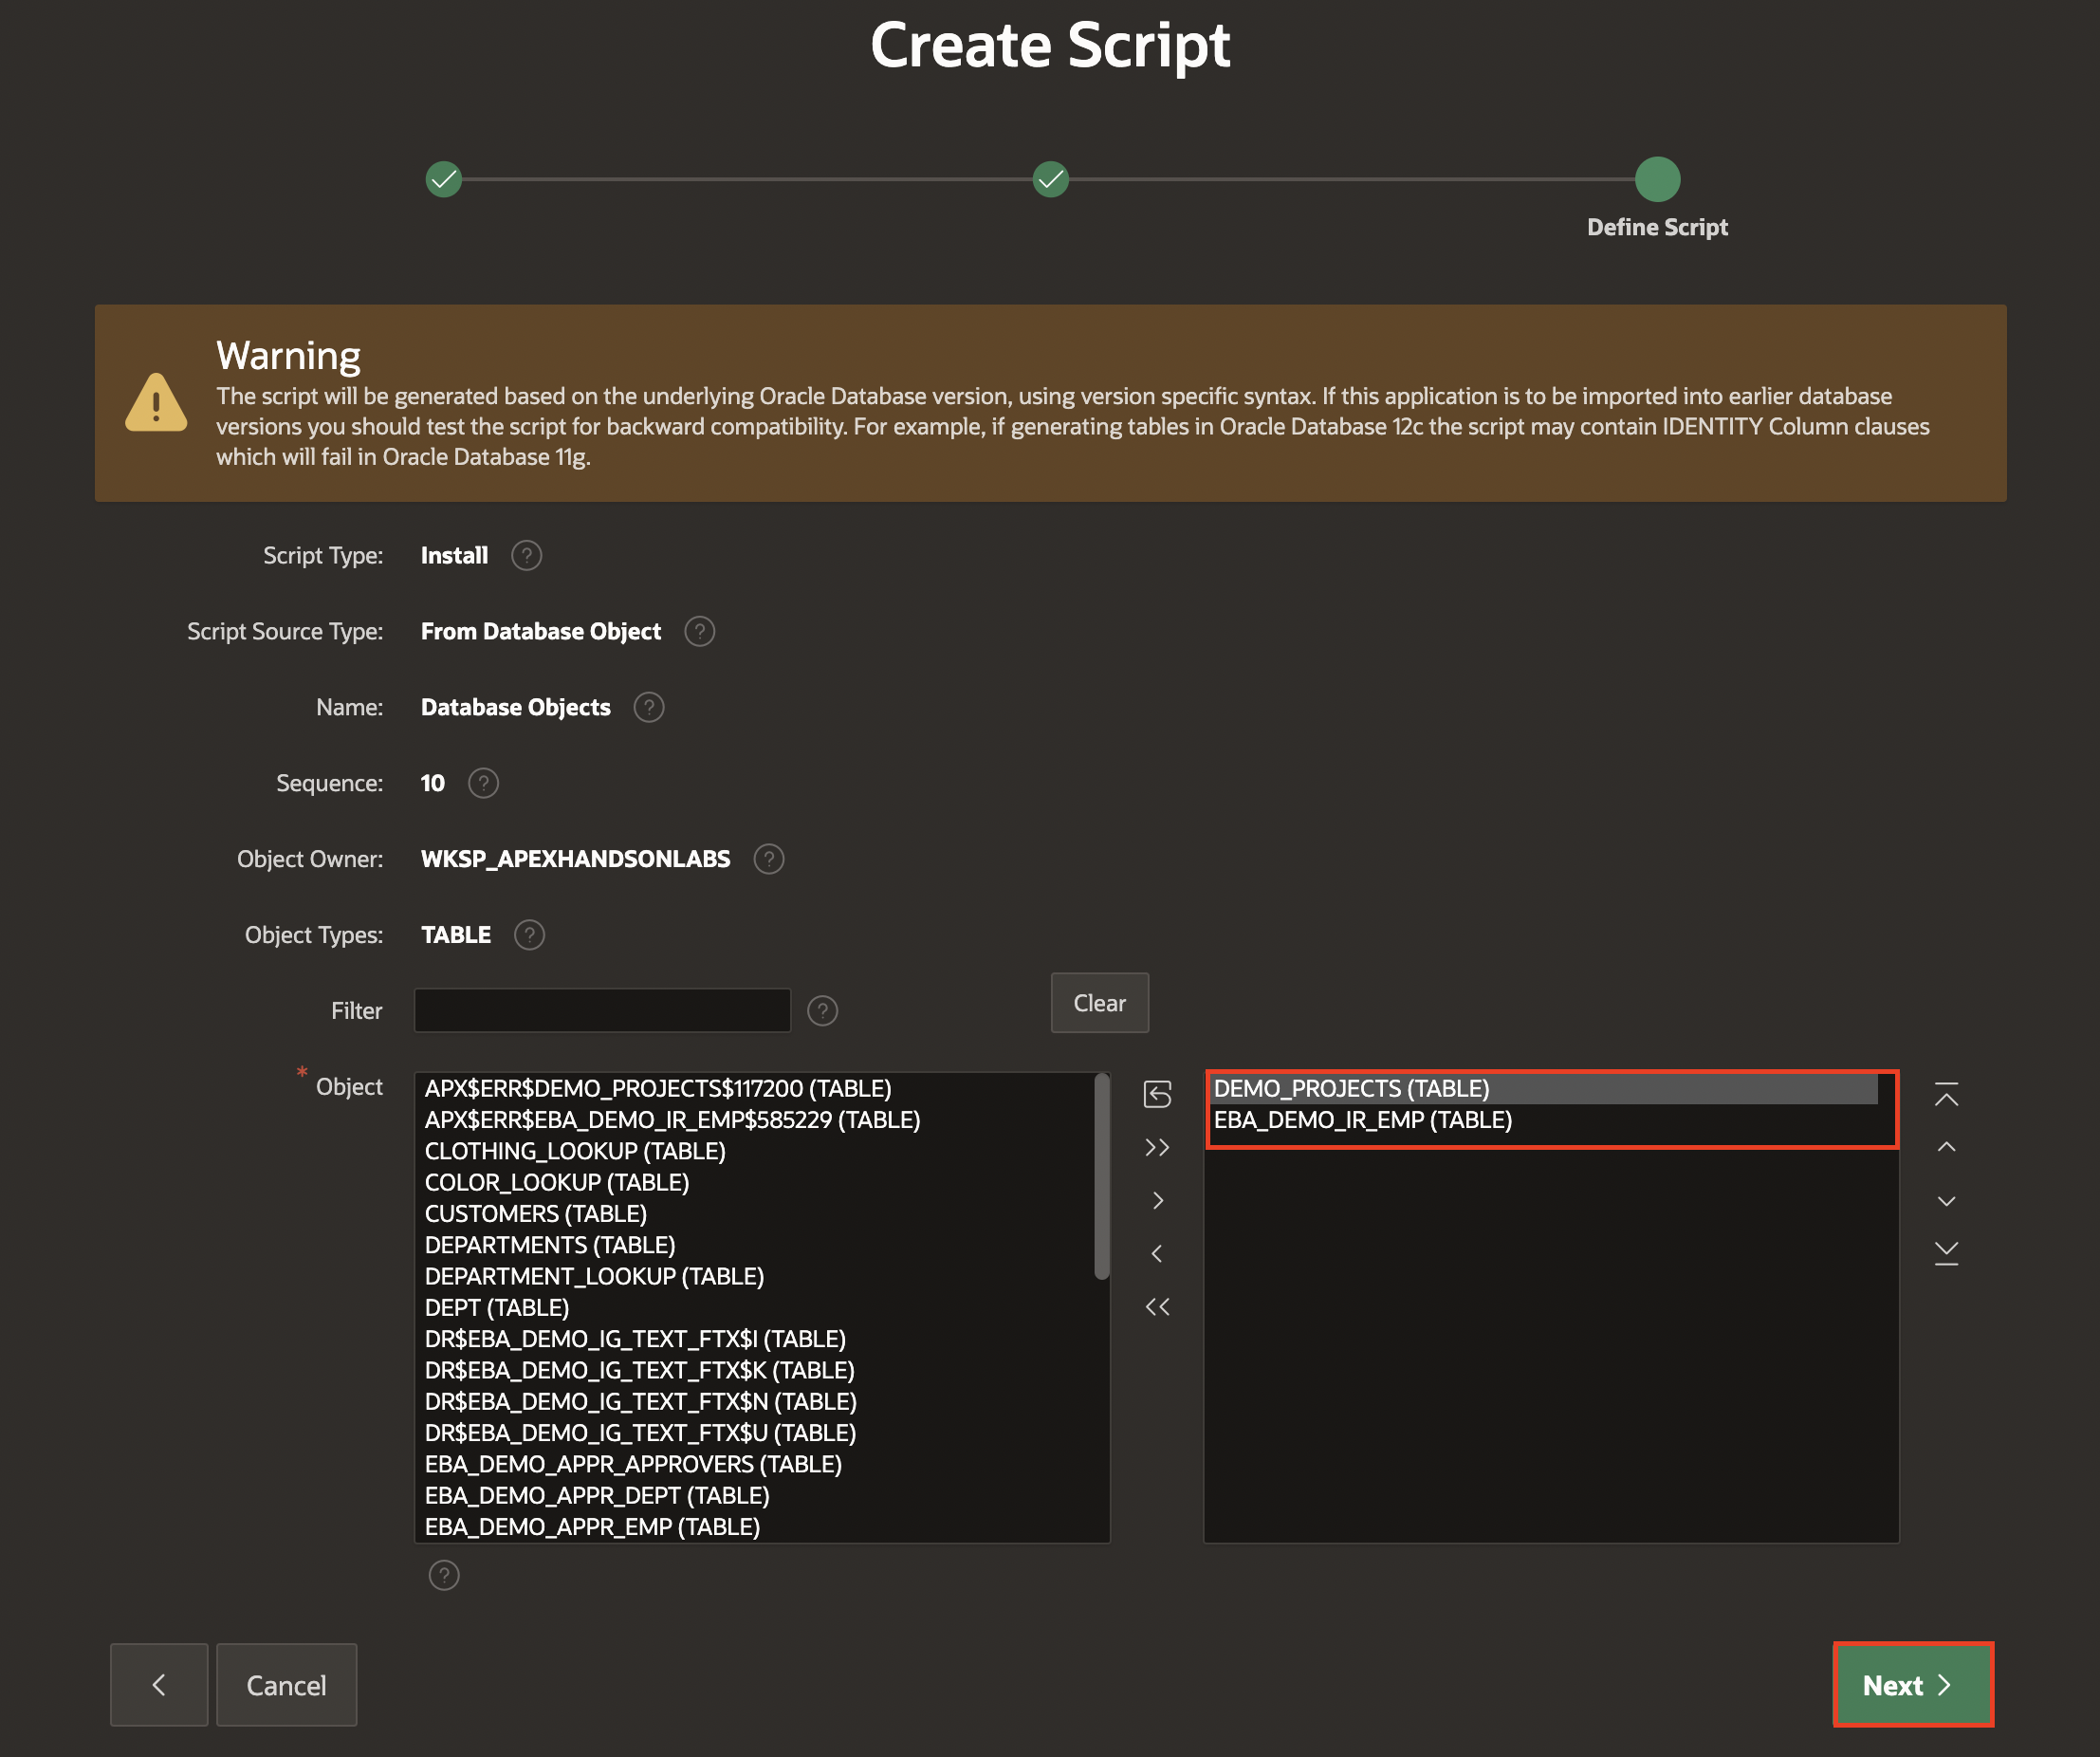 Create Script
Define Script
Warning
The script will be generated based on the underlying Oracle Database version, using version specific syntax. If this application is to be imported into earlier database
versions you should test the script for backward compatibility. For example, if generating tables in Oracle Database 12c the script may contain IDENTITY Column clauses
which will fail in Oracle Database 11g.
Script Type: Install
Script Source Type: From Database Object
Name: Database Objects
Sequence: 10
Object Owner: WKSP_APEXHANDSONLABS
Object Types: TABLE
Filter
Clear
* Object
APX$ERR$DEMO_PROJECTS$117200 (TABLE)
APX$ERR$EBA_DEMO_IR_EMP$585229 (TABLE)
CLOTHING_LOOKUP (TABLE)
COLOR_LOOKUP (TABLE)
CUSTOMERS (TABLE)
DEPARTMENTS (TABLE)
DEPARTMENT_LOOKUP (TABLE)
DEPT (TABLE)
DR$EBA_DEMO_IG_TEXT_FTX$I (TABLE)
DR$EBA_DEMO_IG_TEXT_FTX$K (TABLE)
DR$EBA_DEMO_IG_TEXT_FTX$N (TABLE)
DR$EBA_DEMO_IG_TEXT_FTX$U (TABLE)
EBA_DEMO_APPR_APPROVERS (TABLE)
EBA_DEMO_APPR_DEPT (TABLE)
EBA_DEMO_APPR_EMP (TABLE)
DEMO_PROJECTS (TABLE)
EBA_DEMO_IR_EMP (TABLE)
Cancel
Next